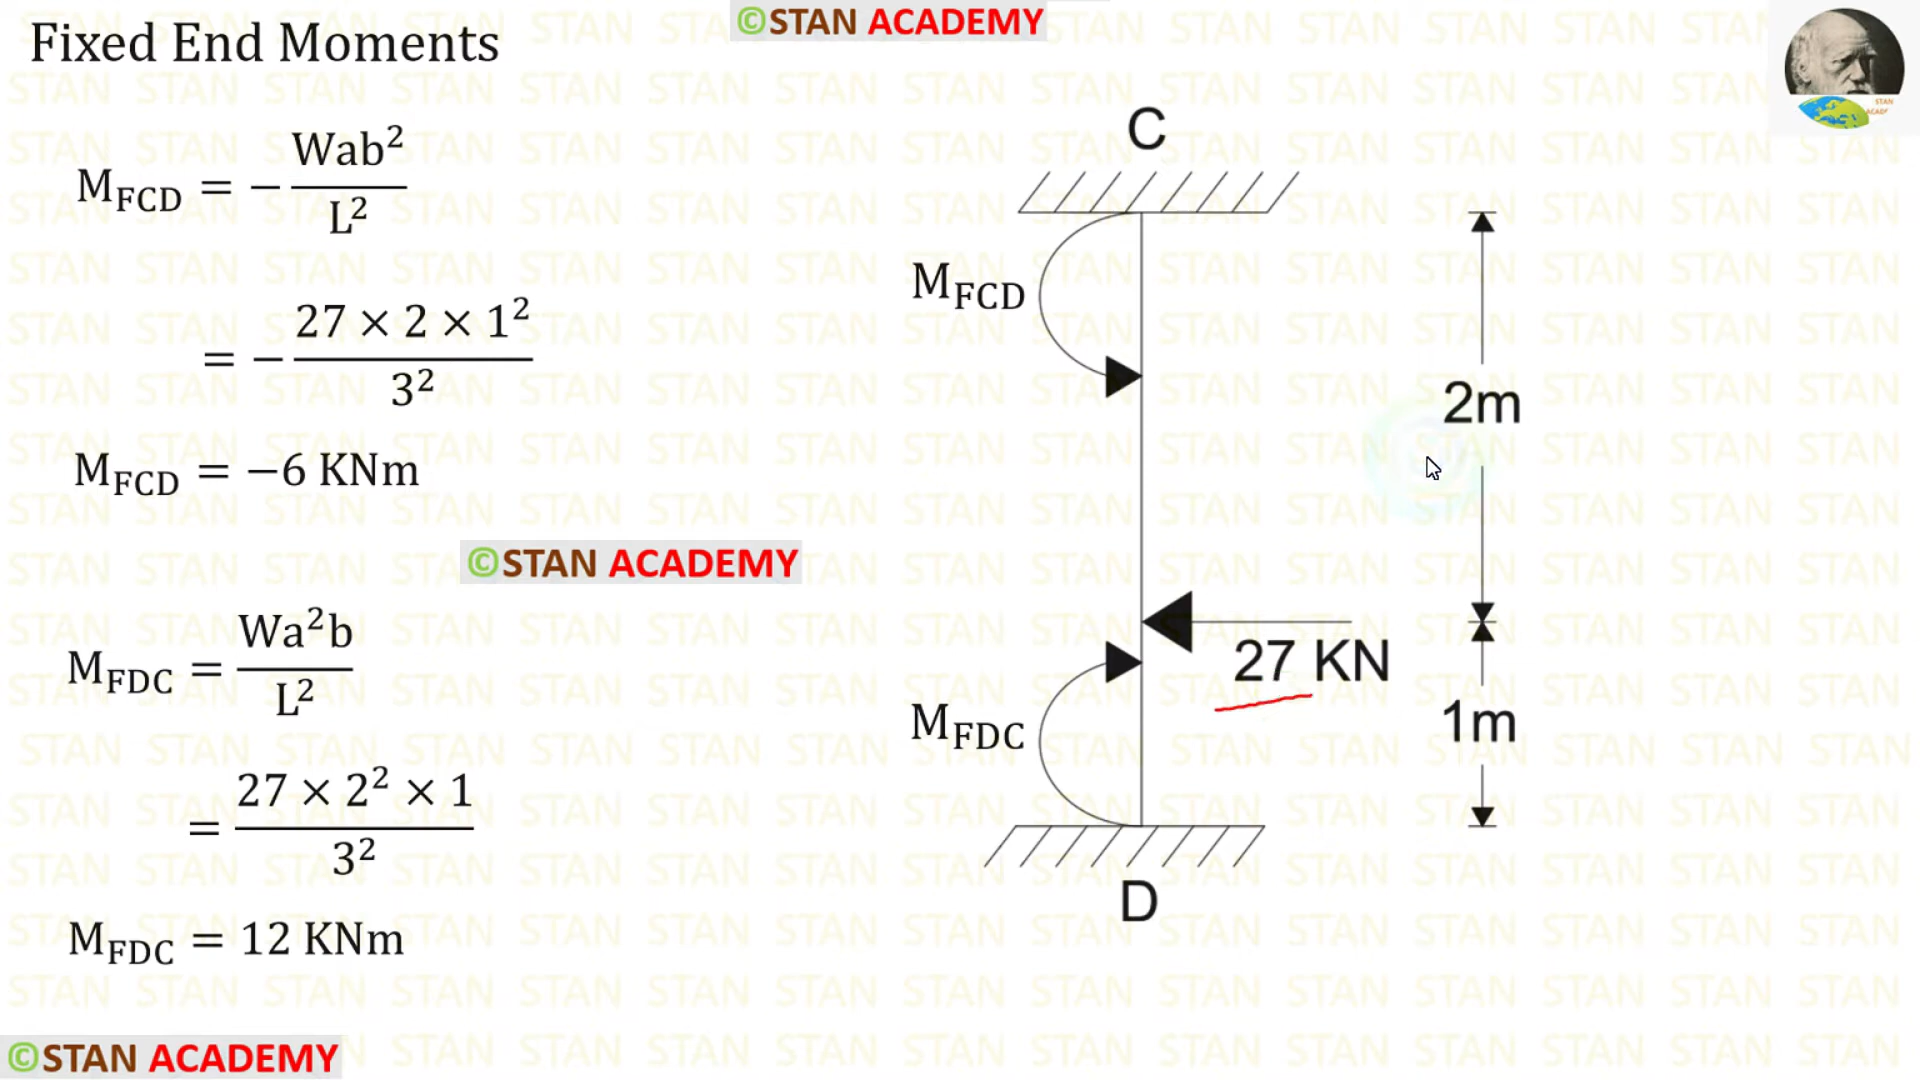 ©STAN ACADEMY
Fixed End Moments
C
M_FCD = −Wab²/L²
M_FCD
= −(27 × 2 × 1²)/3²
2m
M_FCD = −6 KNm
©STAN ACADEMY
M_FDC = Wa²b/L²
27 KN
M_FDC
1m
= (27 × 2² × 1)/3²
D
M_FDC = 12 KNm
©STAN ACADEMY
STAN